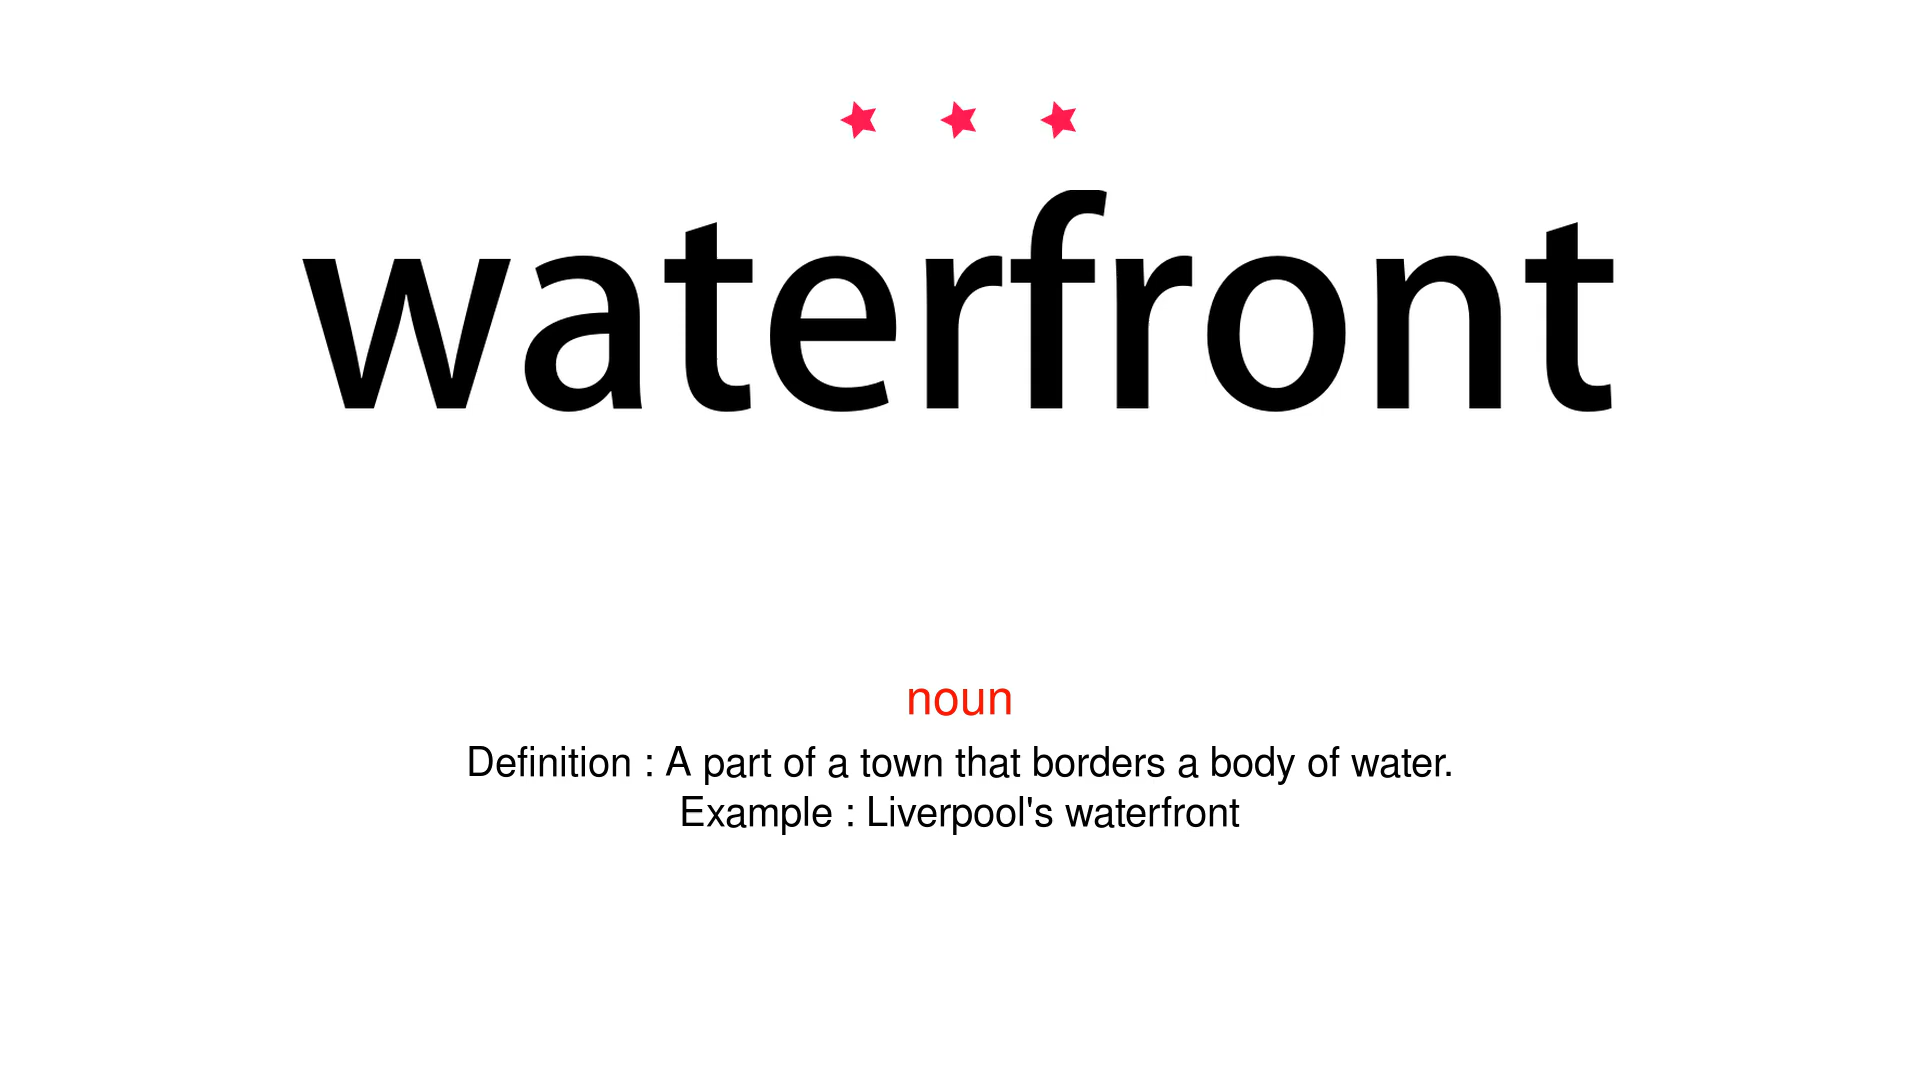 waterfront
noun
Definition : A part of a town that borders a body of water.
Example : Liverpool's waterfront